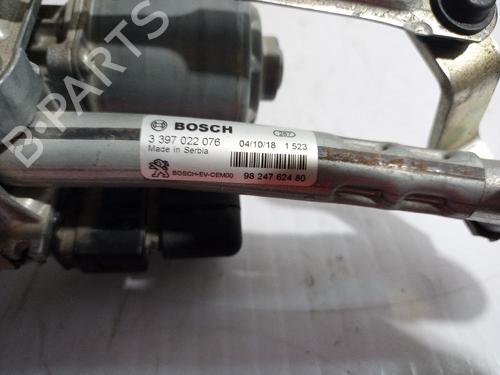 BOSCH 267
3 397 022 076 04/10/18 1 523
Made in Serbia
BOSCH-EV-CEM00 98 247 624 80
B-PARTS